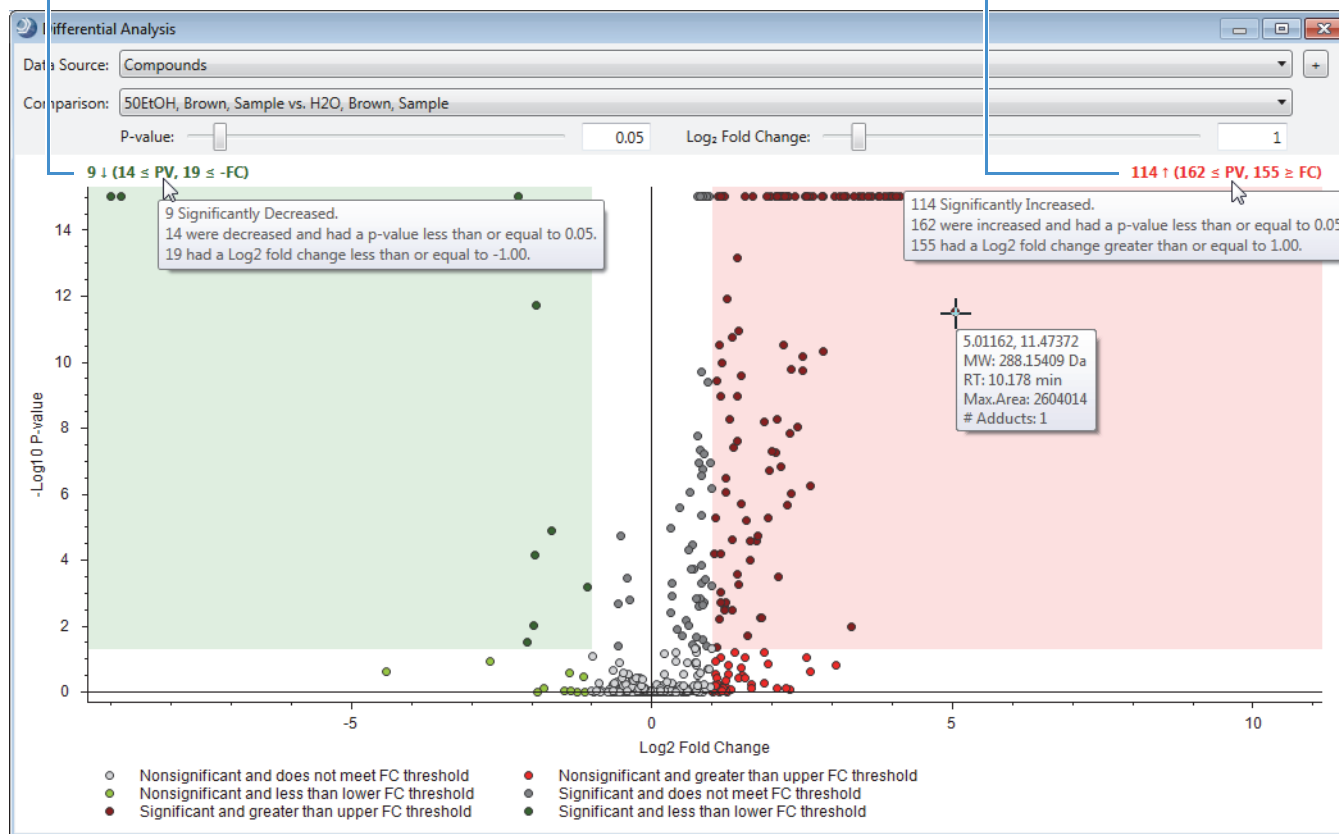 Differential Analysis
Data Source: Compounds
+
Comparison: 50EtOH, Brown, Sample vs. H2O, Brown, Sample
P-value: 0.05 Log₂ Fold Change: 1
9 ↓ (14 ≤ PV, 19 ≤ -FC)
114 ↑ (162 ≤ PV, 155 ≥ FC)
9 Significantly Decreased.
14 were decreased and had a p-value less than or equal to 0.05.
19 had a Log2 fold change less than or equal to -1.00.
114 Significantly Increased.
162 were increased and had a p-value less than or equal to 0.05
155 had a Log2 fold change greater than or equal to 1.00.
5.01162, 11.47372
MW: 288.15409 Da
RT: 10.178 min
Max.Area: 2604014
# Adducts: 1
-Log10 P-value
14
12
10
8
6
4
2
0
-5 0 5 10
Log2 Fold Change
Nonsignificant and does not meet FC threshold
Nonsignificant and less than lower FC threshold
Significant and greater than upper FC threshold
Nonsignificant and greater than upper FC threshold
Significant and does not meet FC threshold
Significant and less than lower FC threshold